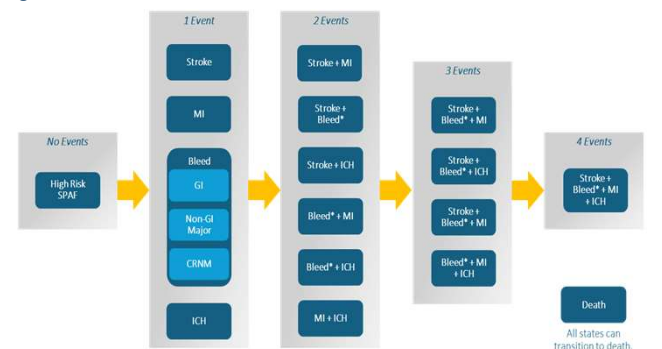 No Events
High Risk
SPAF
1 Event
Stroke
MI
Bleed
GI
Non-GI
Major
CRNM
ICH
2 Events
Stroke + MI
Stroke +
Bleed*
Stroke + ICH
Bleed* + MI
Bleed* + ICH
MI + ICH
3 Events
Stroke +
Bleed* + MI
Stroke +
Bleed* + ICH
Stroke +
Bleed* + MI
Bleed* + MI
+ ICH
4 Events
Stroke +
Bleed* + MI
+ ICH
Death
All states can
transition to death.